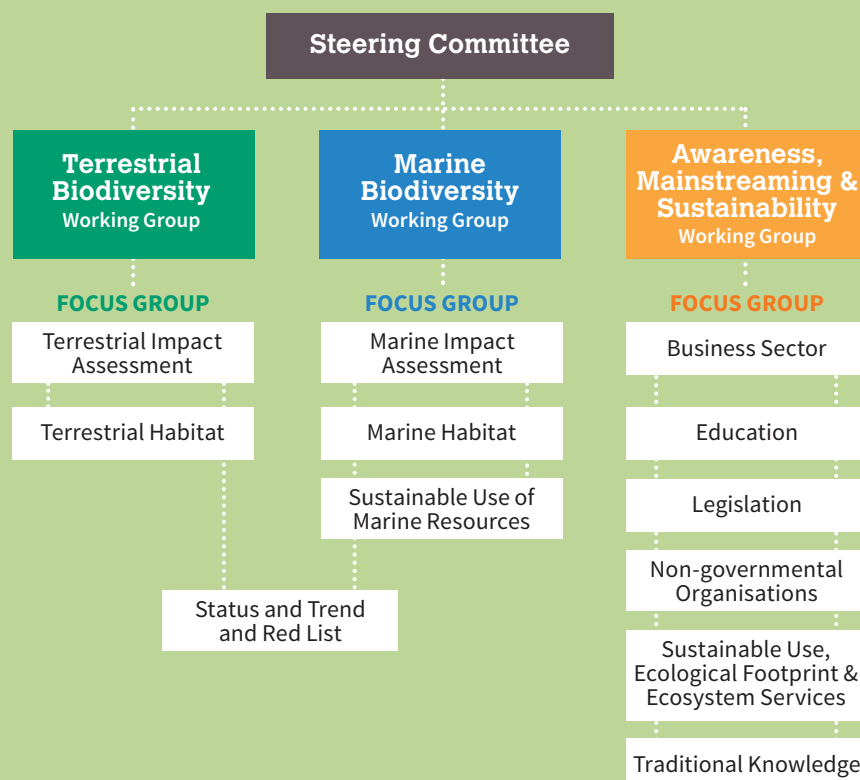 Steering Committee
Terrestrial
Biodiversity
Working Group
FOCUS GROUP
Terrestrial Impact
Assessment
Terrestrial Habitat
Marine
Biodiversity
Working Group
FOCUS GROUP
Marine Impact
Assessment
Marine Habitat
Sustainable Use of
Marine Resources
Status and Trend
and Red List
Awareness,
Mainstreaming &
Sustainability
Working Group
FOCUS GROUP
Business Sector
Education
Legislation
Non-governmental
Organisations
Sustainable Use,
Ecological Footprint &
Ecosystem Services
Traditional Knowledge